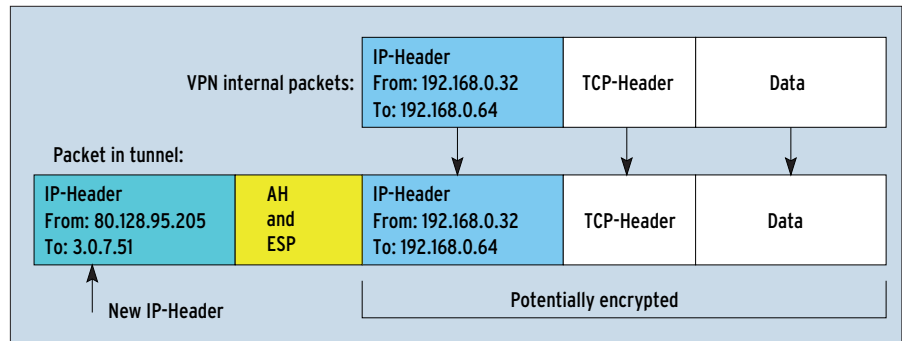 VPN internal packets:
IP-Header
From: 192.168.0.32
To: 192.168.0.64
TCP-Header
Data
Packet in tunnel:
IP-Header
From: 80.128.95.205
To: 3.0.7.51
AH
and
ESP
IP-Header
From: 192.168.0.32
To: 192.168.0.64
TCP-Header
Data
New IP-Header
Potentially encrypted